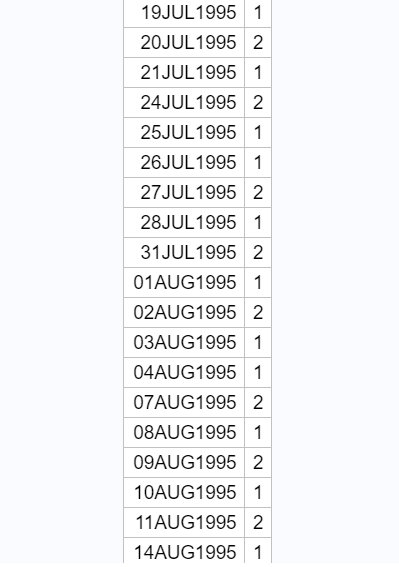 19JUL1995 1
20JUL1995 2
21JUL1995 1
24JUL1995 2
25JUL1995 1
26JUL1995 1
27JUL1995 2
28JUL1995 1
31JUL1995 2
01AUG1995 1
02AUG1995 2
03AUG1995 1
04AUG1995 1
07AUG1995 2
08AUG1995 1
09AUG1995 2
10AUG1995 1
11AUG1995 2
14AUG1995 1